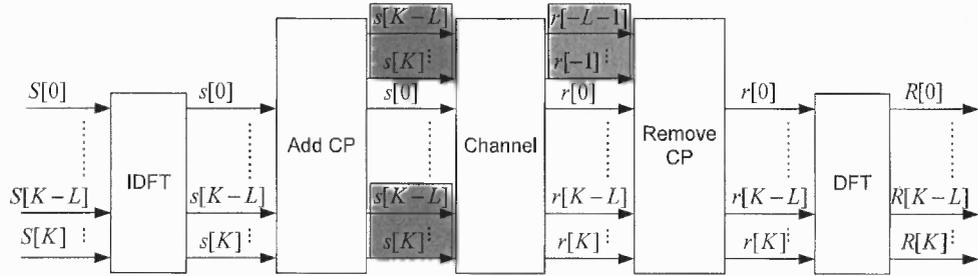 s[K-L] r[-L-1]
s[K] r[-1]
S[0] s[0] s[0] r[0] r[0] R[0]
Add CP Channel Remove CP
IDFT DFT
S[K-L] s[K-L] s[K-L] r[K-L] r[K-L] R[K-L]
S[K] s[K] s[K] r[K] r[K] R[K]